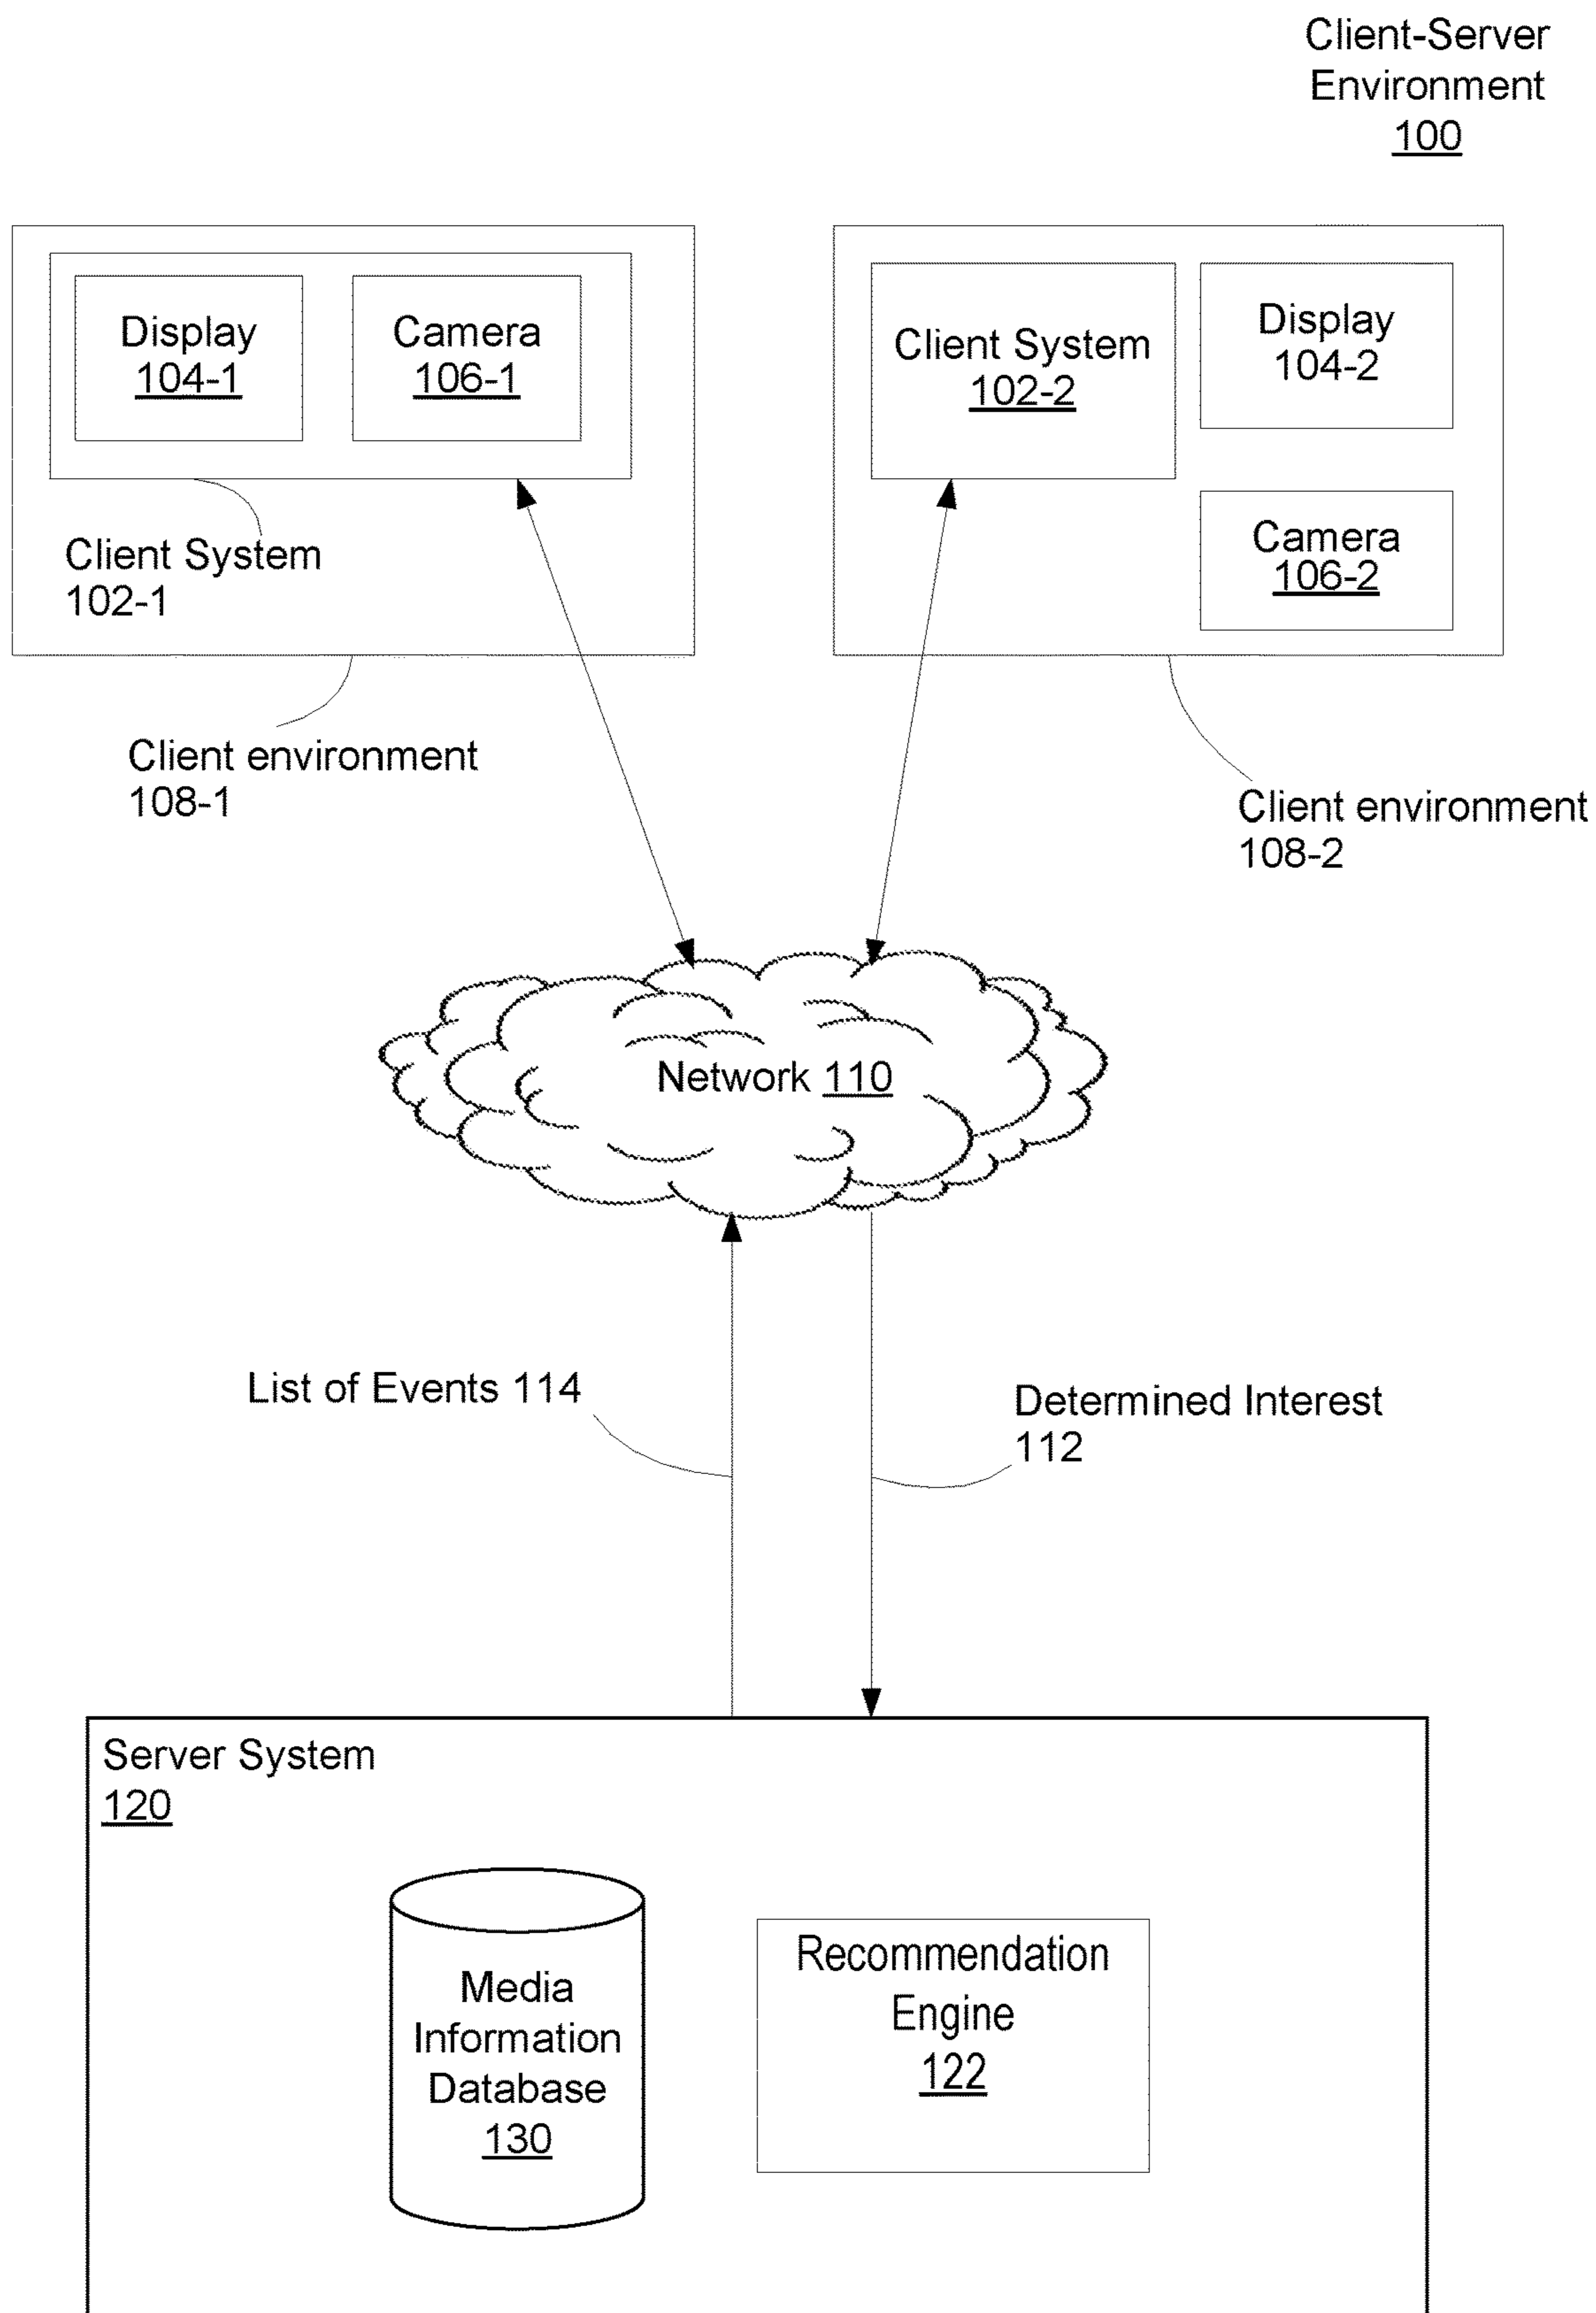 Client-Server
Environment
100
Display
104-1
Camera
106-1
Client System
102-1
Client environment
108-1
Client System
102-2
Display
104-2
Camera
106-2
Client environment
108-2
Network 110
List of Events 114
Determined Interest
112
Server System
120
Media
Information
Database
130
Recommendation
Engine
122